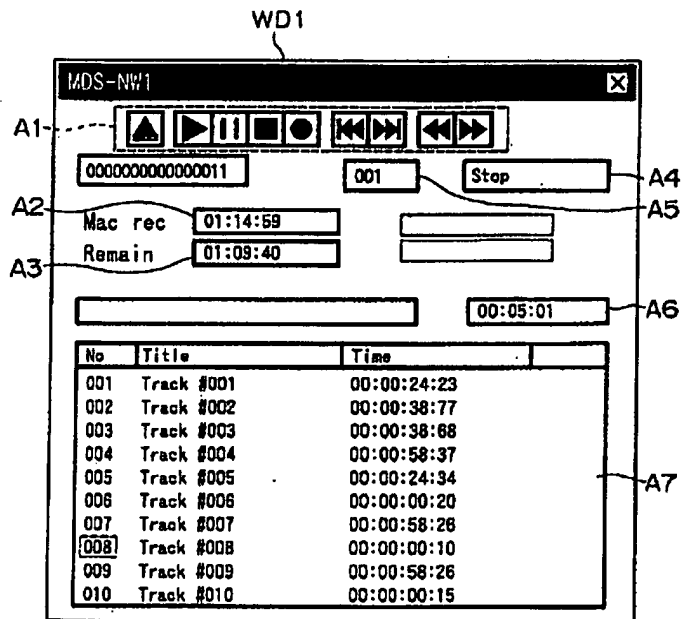 WD1
MDS-NW1
A1
0000000000000011 001 Stop A4
A5
A2 Mac rec 01:14:59
A3 Remain 01:09:40
00:05:01 A6
No Title Time
001 Track #001 00:00:24:23
002 Track #002 00:00:38:77
003 Track #003 00:00:38:68
004 Track #004 00:00:58:37
005 Track #005 00:00:24:34
A7
006 Track #006 00:00:00:20
007 Track #007 00:00:58:26
008 Track #008 00:00:00:10
009 Track #009 00:00:58:26
010 Track #010 00:00:00:15